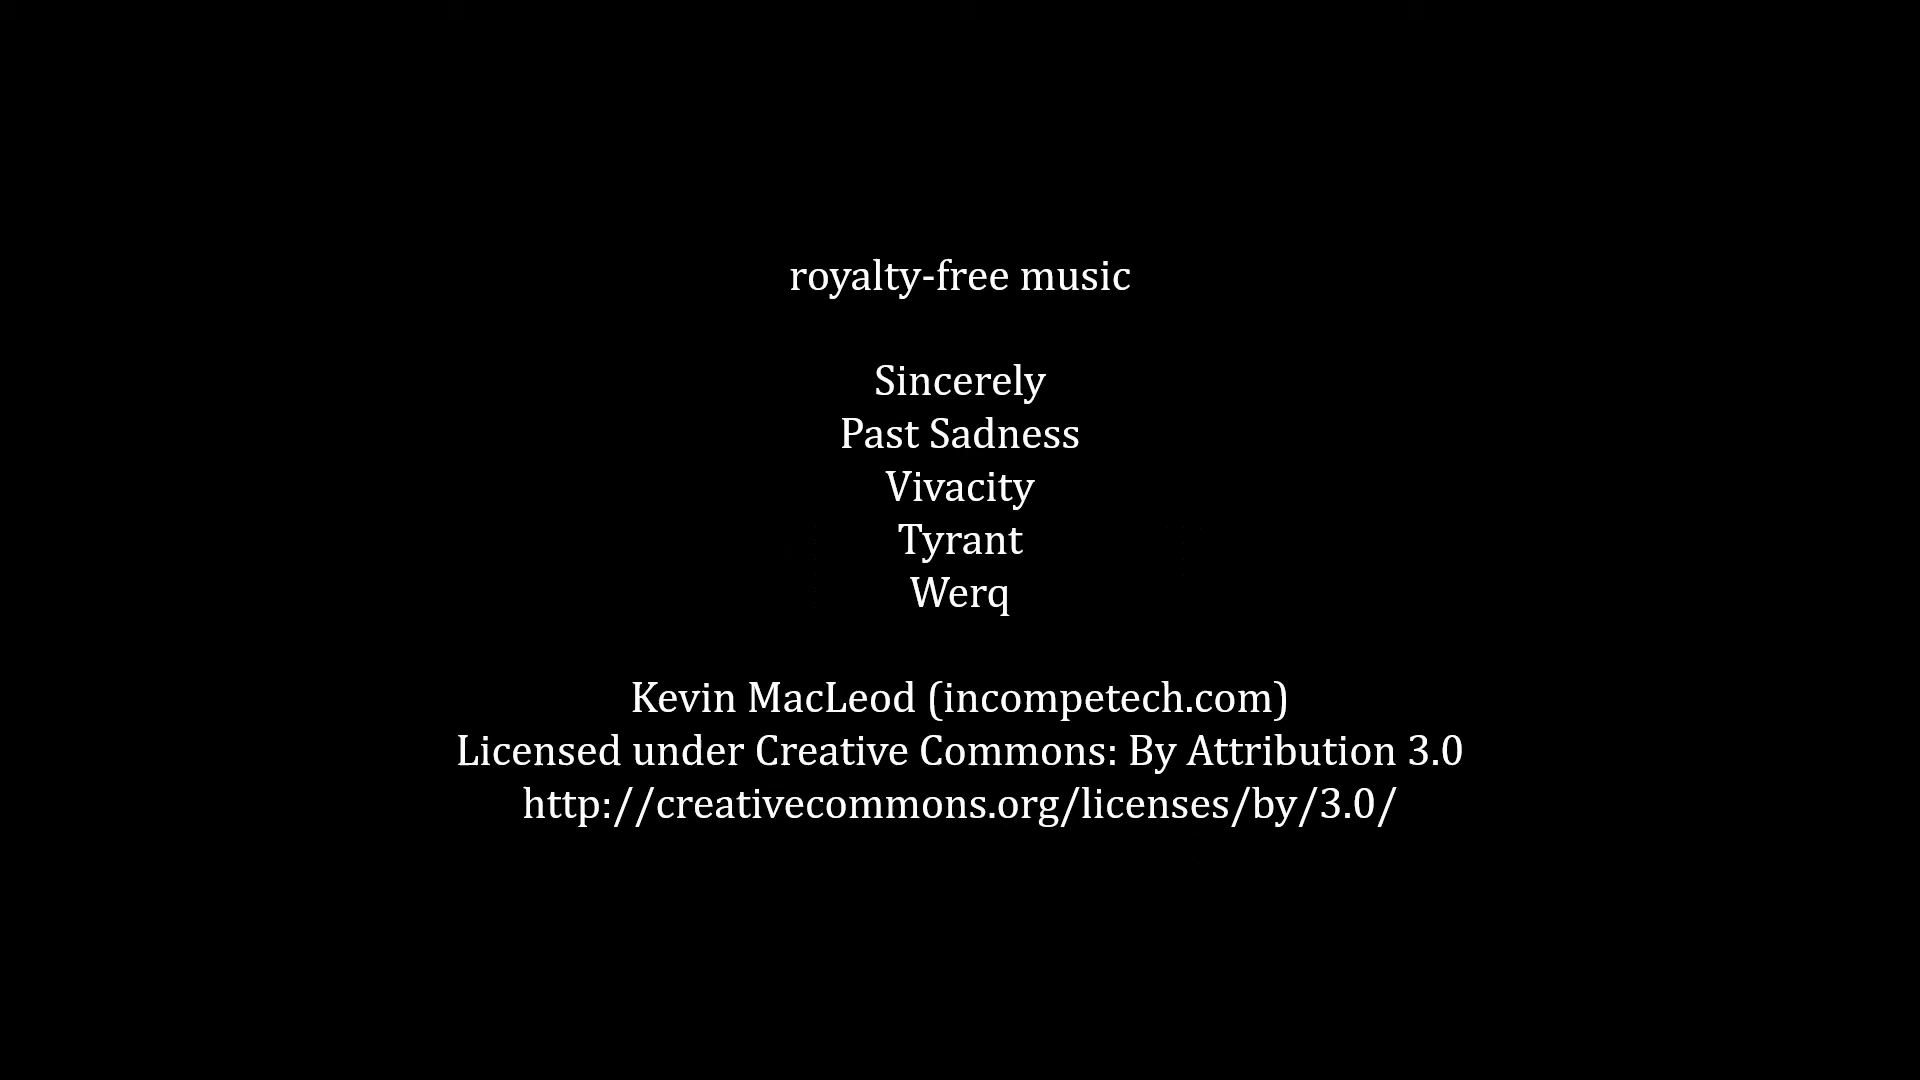 royalty-free music
Sincerely
Past Sadness
Vivacity
Tyrant
Werq
Kevin MacLeod (incompetech.com)
Licensed under Creative Commons: By Attribution 3.0
http://creativecommons.org/licenses/by/3.0/